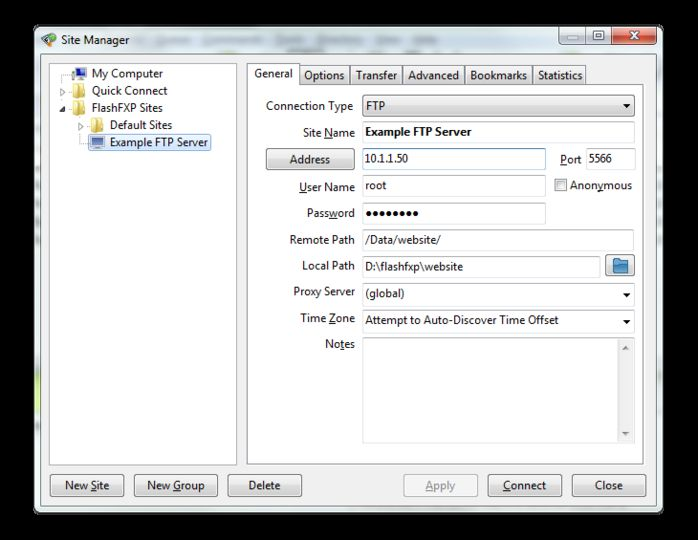 Site Manager
My Computer
Quick Connect
FlashFXP Sites
Default Sites
Example FTP Server
General Options Transfer Advanced Bookmarks Statistics
Connection Type FTP
Site Name Example FTP Server
Address 10.1.1.50 Port 5566
User Name root Anonymous
Password ●●●●●●●●
Remote Path /Data/website/
Local Path D:\flashfxp\website
Proxy Server (global)
Time Zone Attempt to Auto-Discover Time Offset
Notes
New Site New Group Delete Apply Connect Close